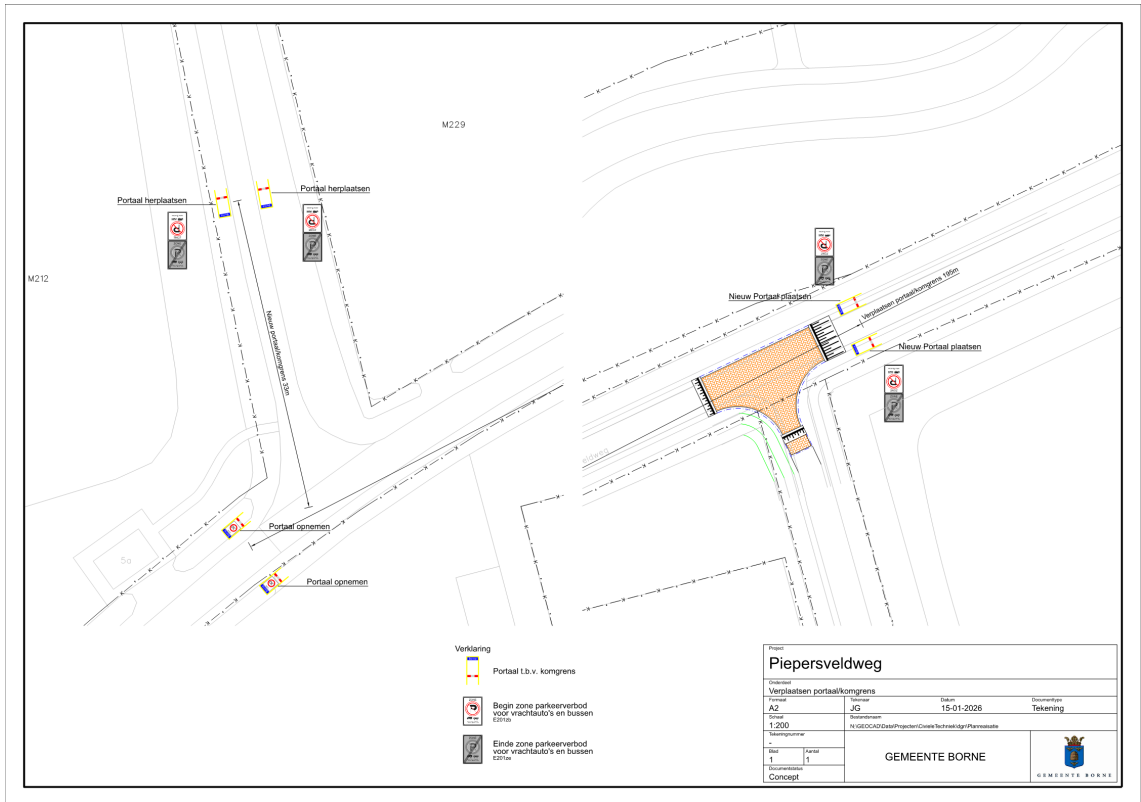 M229
Portaal herplaatsen
Portaal herplaatsen
M212
Nieuw portaal/komgrens 33m
Portaal opnemen
Portaal opnemen
5a
Nieuw Portaal plaatsen
Verplaatsen portaal/komgrens 195m
Nieuw Portaal plaatsen
eldweg
Verklaring
Portaal t.b.v. komgrens
Begin zone parkeerverbod
voor vrachtauto's en bussen
E201zb
Einde zone parkeerverbod
voor vrachtauto's en bussen
E201ze
Project
Piepersveldweg
Onderdeel
Verplaatsen portaal/komgrens
Formaat
A2
Tekenaar
JG
Datum
15-01-2026
Documenttype
Tekening
Schaal
1:200
Bestandsnaam
Tekeningnummer
-
Blad
1
Aantal
1
Documentstatus
Concept
GEMEENTE BORNE
GEMEENTE BORNE